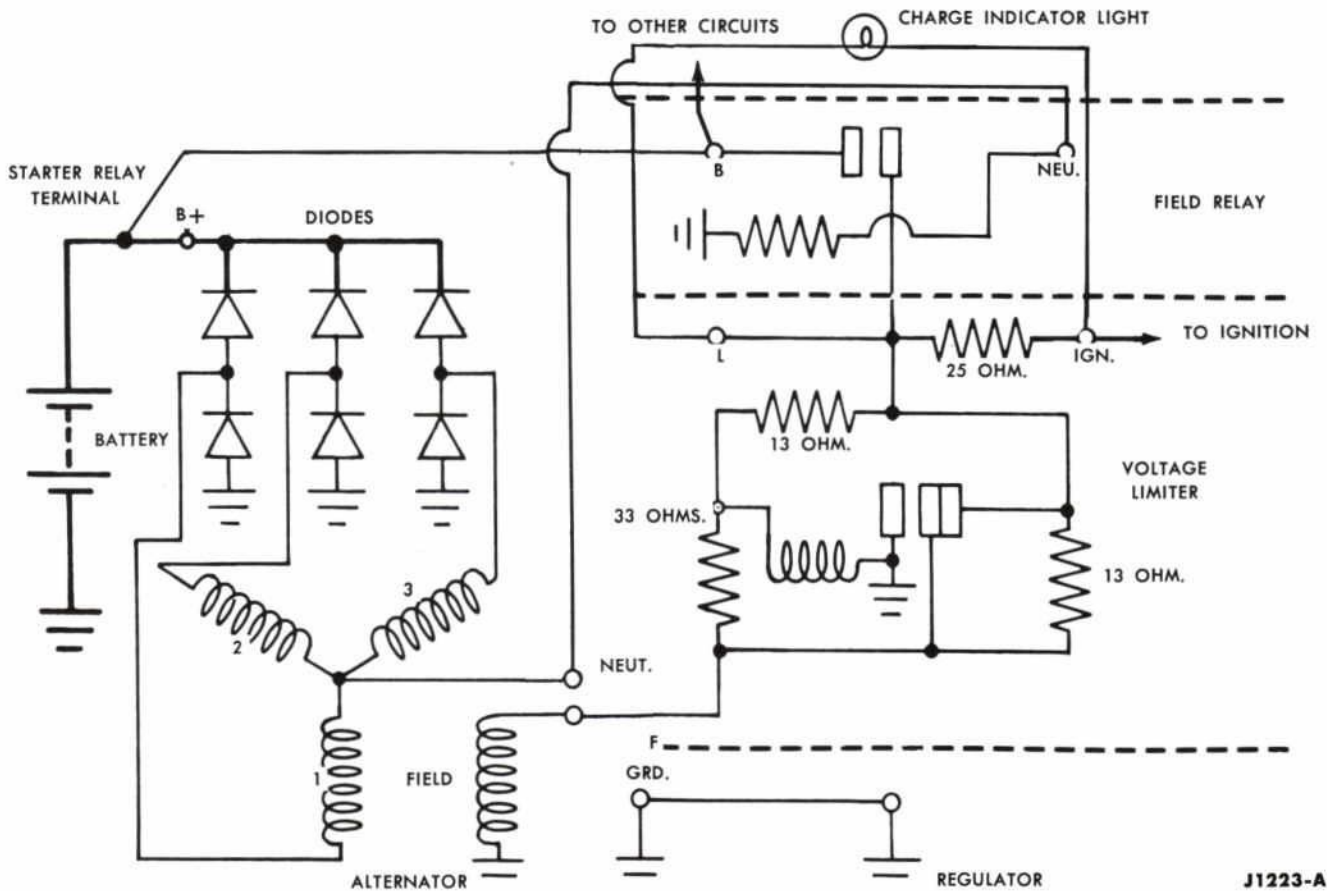 CHARGE INDICATOR LIGHT
TO OTHER CIRCUITS
STARTER RELAY
TERMINAL
B+
DIODES
B
NEU.
FIELD RELAY
L
25 OHM.
IGN.
TO IGNITION
BATTERY
13 OHM.
VOLTAGE
LIMITER
33 OHMS.
13 OHM.
2
3
NEUT.
1
FIELD
F
GRD.
ALTERNATOR
REGULATOR
J1223-A